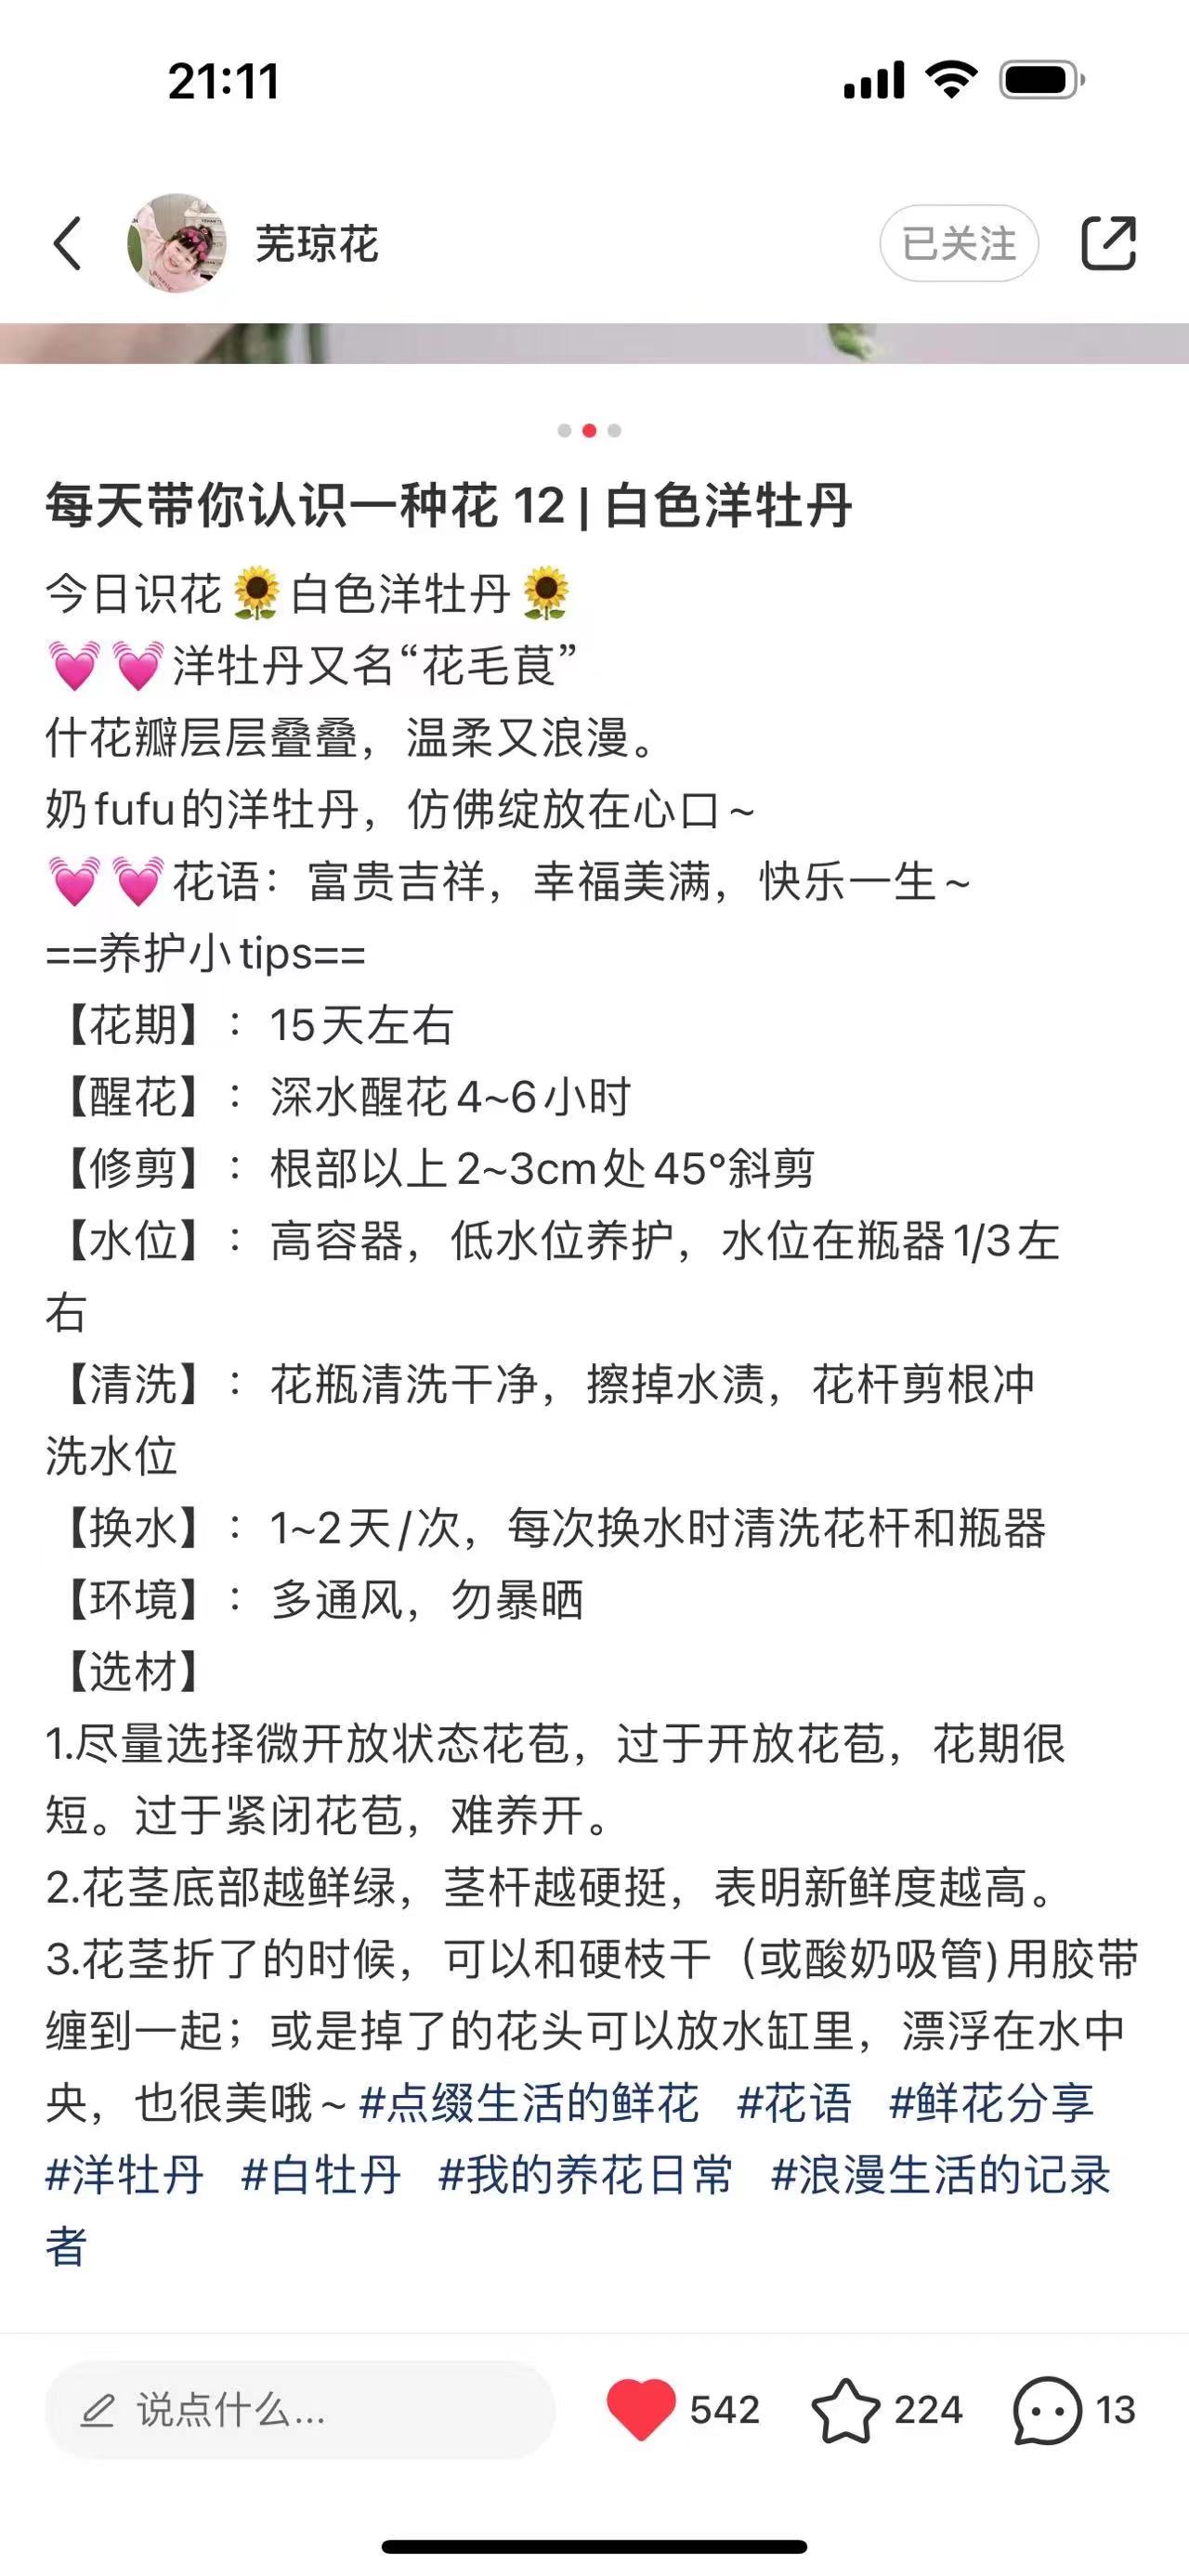 21:11
芜琼花
已关注
每天带你认识一种花 12 | 白色洋牡丹
今日识花🌻白色洋牡丹🌻
💓💓洋牡丹又名“花毛茛”
什花瓣层层叠叠，温柔又浪漫。
奶fufu的洋牡丹，仿佛绽放在心口~
💓💓花语：富贵吉祥，幸福美满，快乐一生~
==养护小tips==
【花期】：15天左右
【醒花】：深水醒花4~6小时
【修剪】：根部以上2~3cm处45°斜剪
【水位】：高容器，低水位养护，水位在瓶器1/3左
右
【清洗】：花瓶清洗干净，擦掉水渍，花杆剪根冲
洗水位
【换水】：1~2天/次，每次换水时清洗花杆和瓶器
【环境】：多通风，勿暴晒
【选材】
1.尽量选择微开放状态花苞，过于开放花苞，花期很
短。过于紧闭花苞，难养开。
2.花茎底部越鲜绿，茎杆越硬挺，表明新鲜度越高。
3.花茎折了的时候，可以和硬枝干（或酸奶吸管)用胶带
缠到一起；或是掉了的花头可以放水缸里，漂浮在水中
央，也很美哦~#点缀生活的鲜花 #花语 #鲜花分享
#洋牡丹 #白牡丹 #我的养花日常 #浪漫生活的记录
者
说点什么...
542
224
13